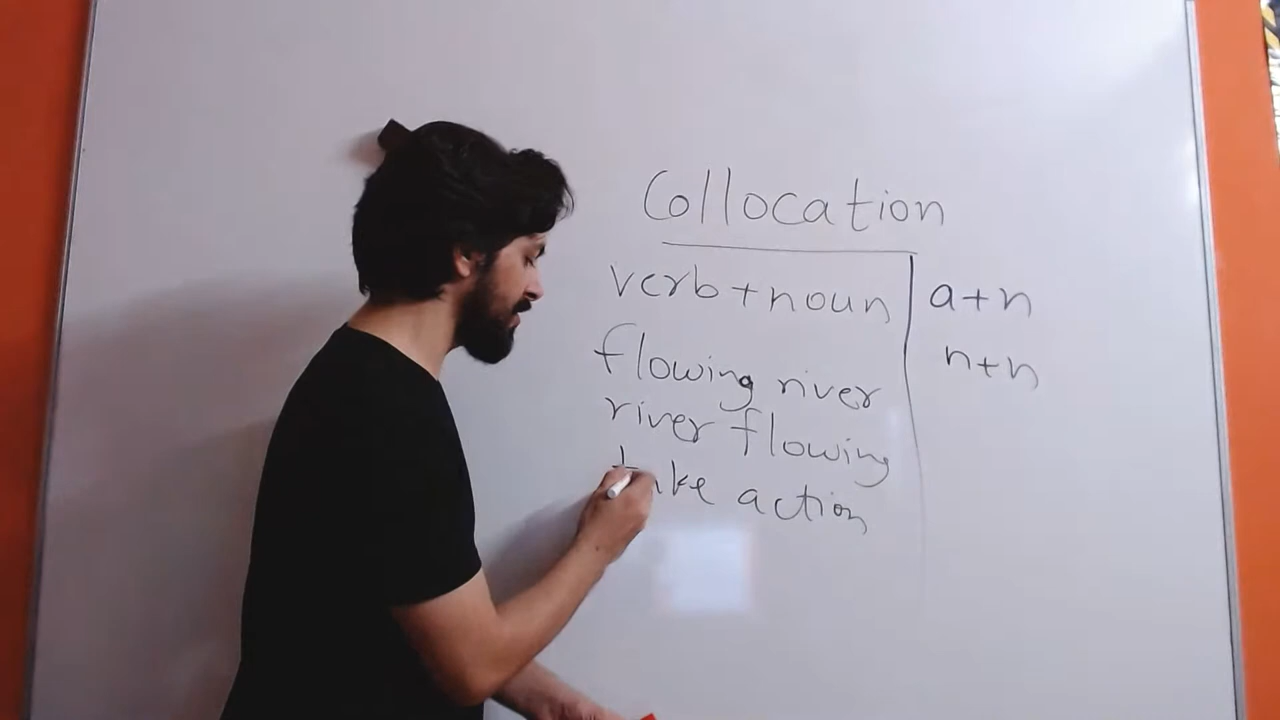 Collocation
verb + noun
a + n
n + n
flowing river
river flowing
take action